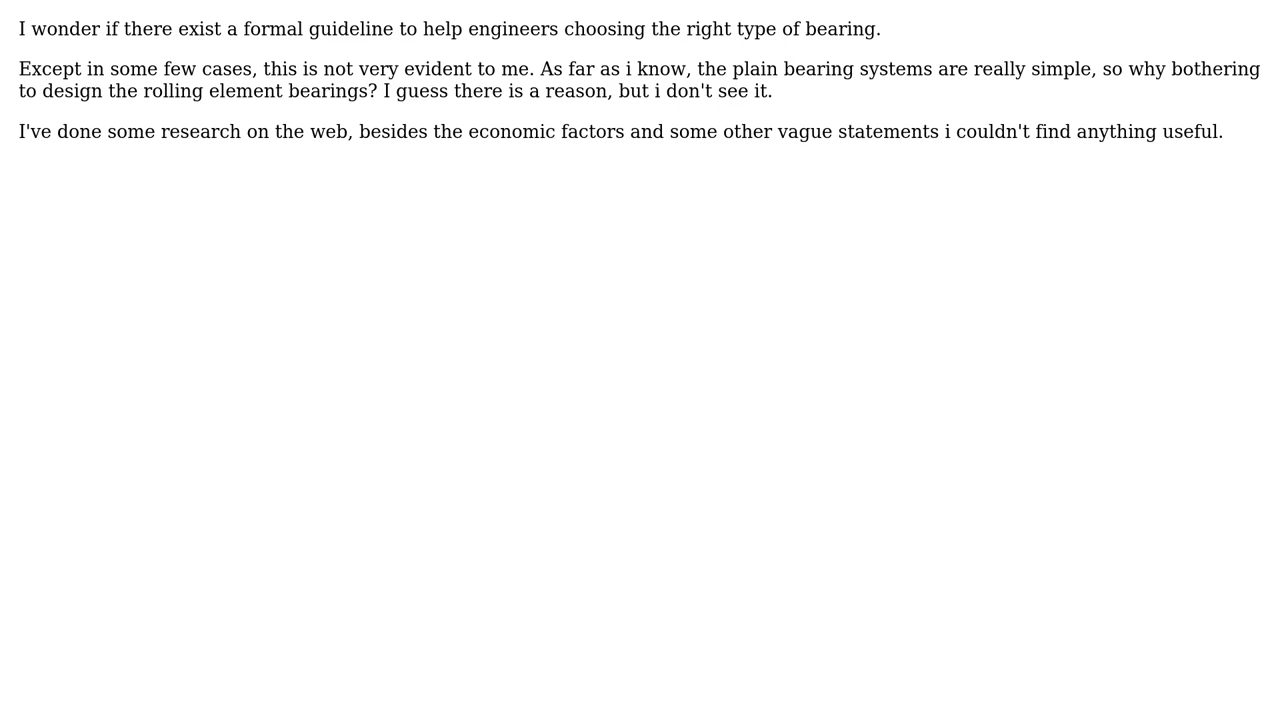 I wonder if there exist a formal guideline to help engineers choosing the right type of bearing.
Except in some few cases, this is not very evident to me. As far as i know, the plain bearing systems are really simple, so why bothering
to design the rolling element bearings? I guess there is a reason, but i don't see it.
I've done some research on the web, besides the economic factors and some other vague statements i couldn't find anything useful.